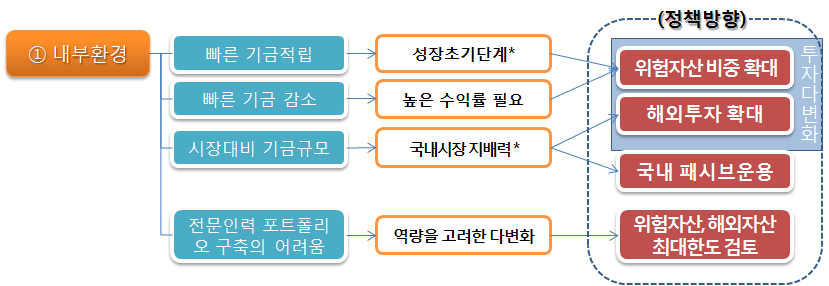 (정책방향)
① 내부환경
빠른 기금적립
성장초기단계*
위험자산 비중 확대
빠른 기금 감소
높은 수익률 필요
해외투자 확대
투자다변화
시장대비 기금규모
국내시장 지배력*
국내 패시브운용
전문인력 포트폴리
오 구축의 어려움
역량을 고려한 다변화
위험자산, 해외자산
최대한도 검토